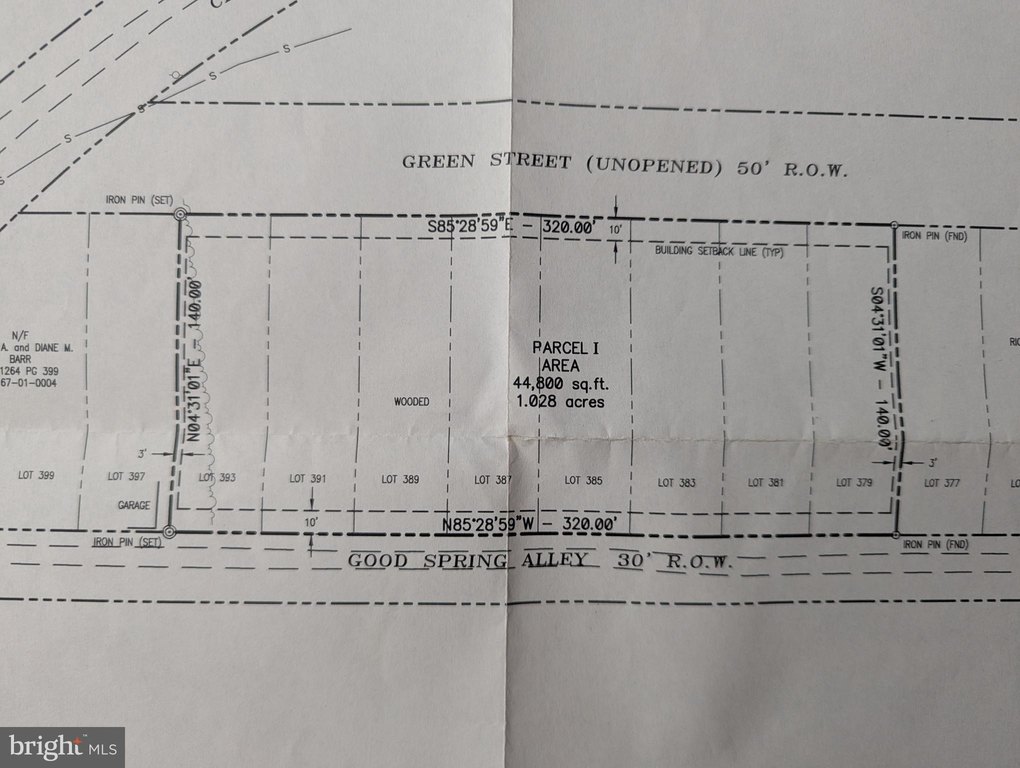 GREEN STREET (UNOPENED) 50' R.O.W.
IRON PIN (SET)
S85°28'59"E - 320.00'
10'
IRON PIN (FND)
BUILDING SETBACK LINE (TYP)
N04°31'01"E - 140.00'
S04°31'01"W - 140.00'
N/F
A. and DIANE M.
BARR
1264 PG 399
67-01-0004
PARCEL I
AREA
44,800 sq.ft.
1.028 acres
WOODED
3'
3'
LOT 399
LOT 397
LOT 393
LOT 391
LOT 389
LOT 387
LOT 385
LOT 383
LOT 381
LOT 379
LOT 377
GARAGE
10'
N85°28'59"W - 320.00'
IRON PIN (SET)
IRON PIN (FND)
GOOD SPRING ALLEY 30' R.O.W.
S
S
S
S
bright MLS